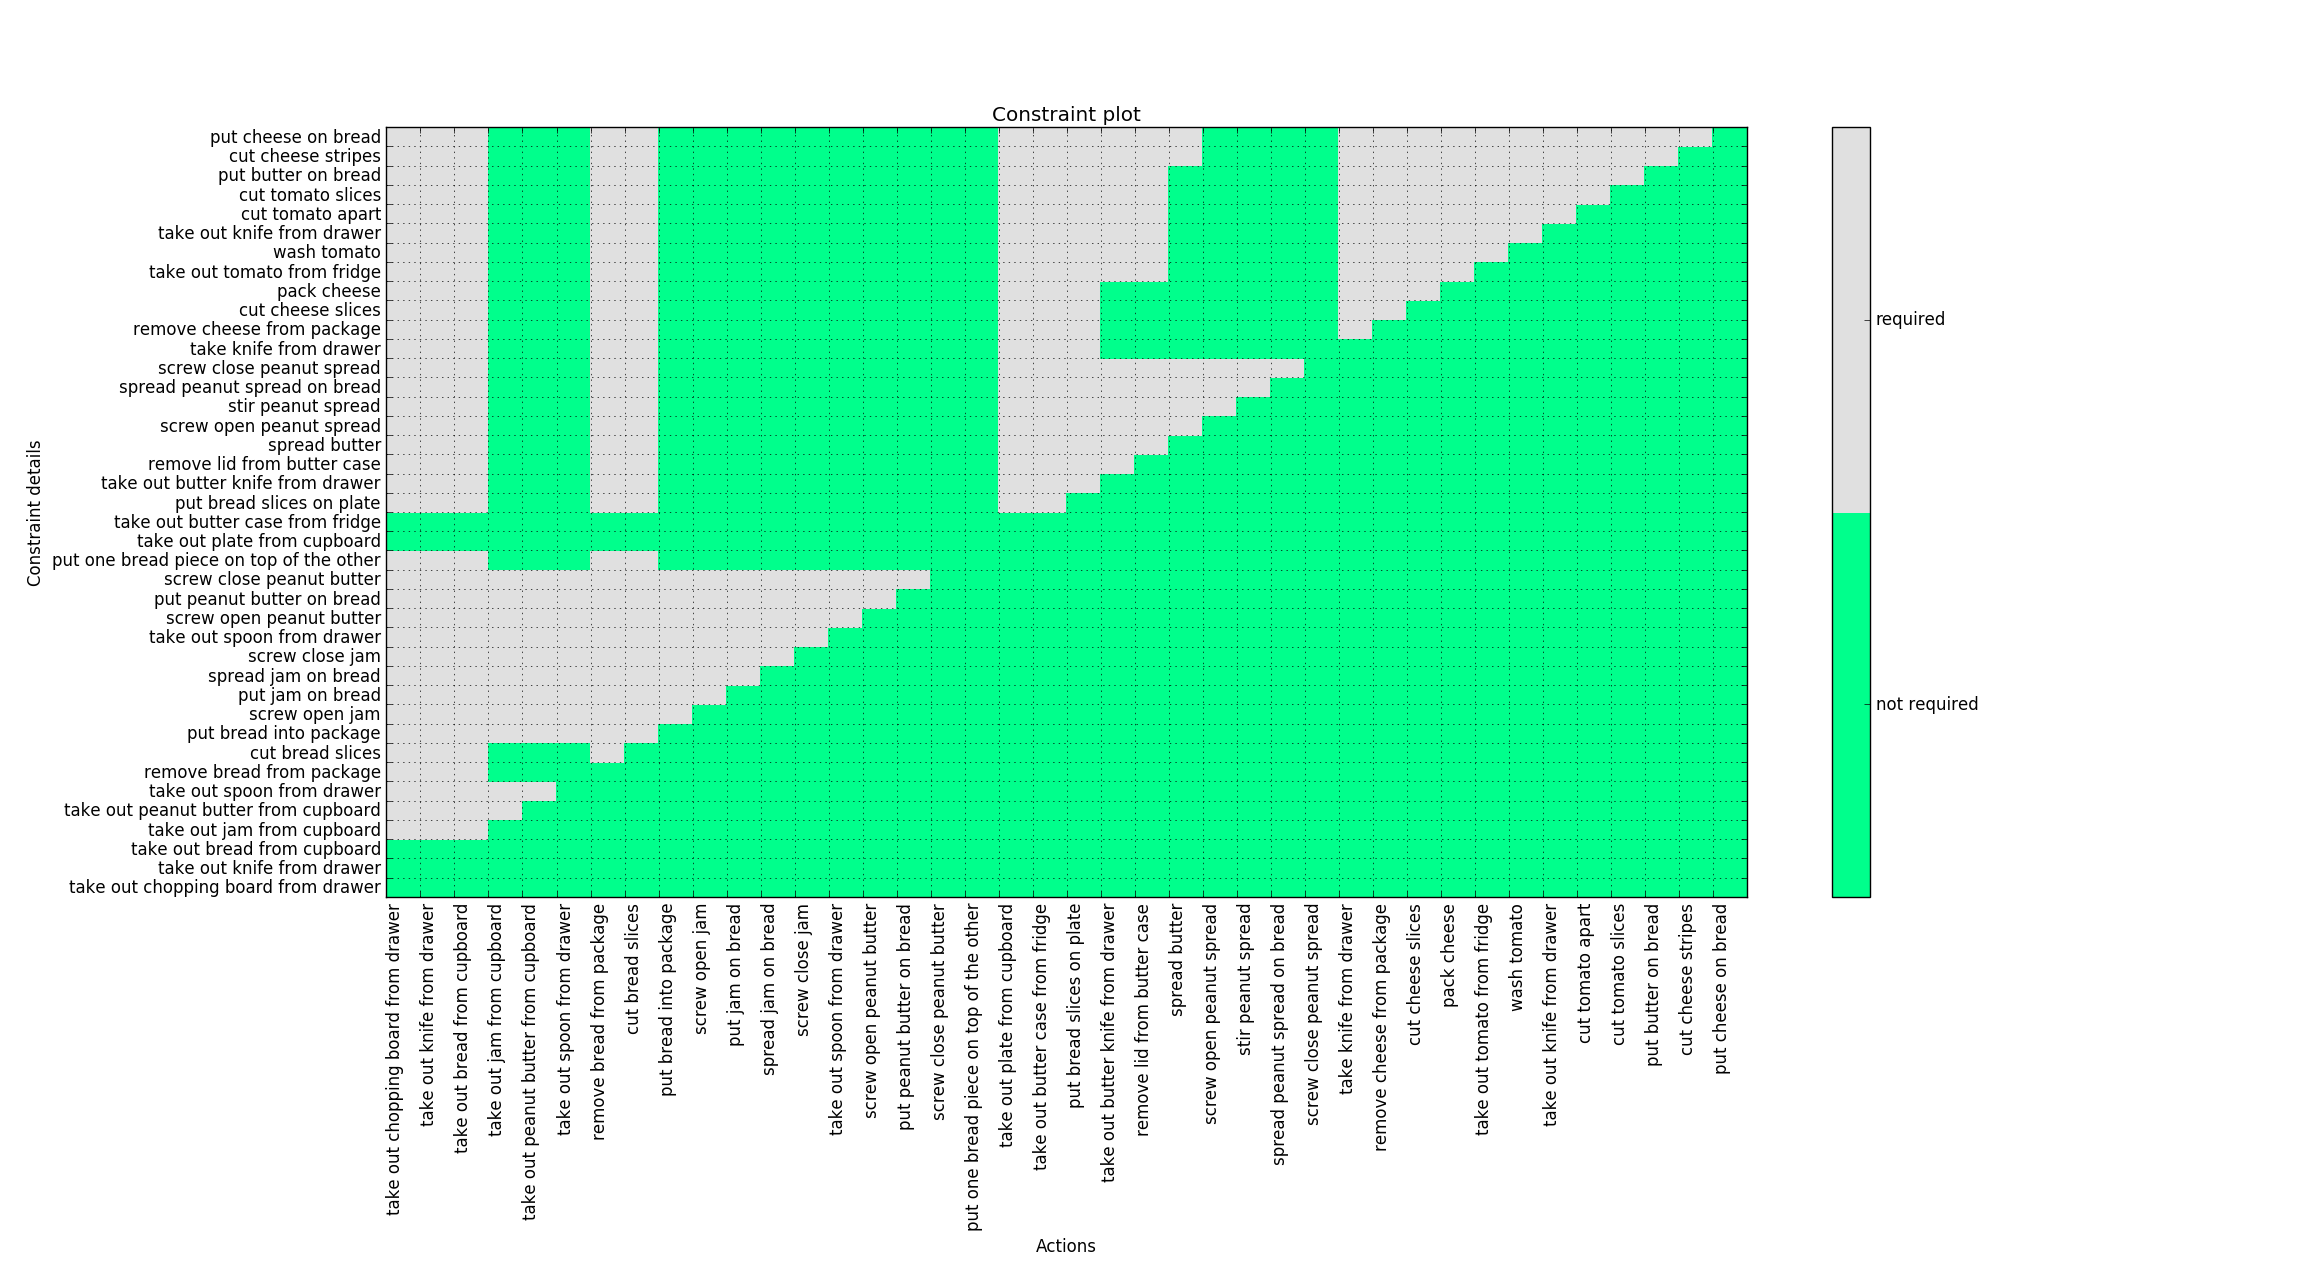 Constraint plot
put cheese on bread
cut cheese stripes
put butter on bread
cut tomato slices
cut tomato apart
take out knife from drawer
wash tomato
take out tomato from fridge
pack cheese
cut cheese slices
remove cheese from package
take knife from drawer
screw close peanut spread
spread peanut spread on bread
stir peanut spread
screw open peanut spread
spread butter
remove lid from butter case
take out butter knife from drawer
put bread slices on plate
take out butter case from fridge
take out plate from cupboard
put one bread piece on top of the other
screw close peanut butter
put peanut butter on bread
screw open peanut butter
take out spoon from drawer
screw close jam
spread jam on bread
put jam on bread
screw open jam
put bread into package
cut bread slices
remove bread from package
take out spoon from drawer
take out peanut butter from cupboard
take out jam from cupboard
take out bread from cupboard
take out knife from drawer
take out chopping board from drawer
Constraint details
required
not required
take out chopping board from drawer
take out knife from drawer
take out bread from cupboard
take out jam from cupboard
take out peanut butter from cupboard
take out spoon from drawer
remove bread from package
cut bread slices
put bread into package
screw open jam
put jam on bread
spread jam on bread
screw close jam
take out spoon from drawer
screw open peanut butter
put peanut butter on bread
screw close peanut butter
put one bread piece on top of the other
take out plate from cupboard
take out butter case from fridge
put bread slices on plate
take out butter knife from drawer
remove lid from butter case
spread butter
screw open peanut spread
stir peanut spread
spread peanut spread on bread
screw close peanut spread
take knife from drawer
remove cheese from package
cut cheese slices
pack cheese
take out tomato from fridge
wash tomato
take out knife from drawer
cut tomato apart
cut tomato slices
put butter on bread
cut cheese stripes
put cheese on bread
Actions